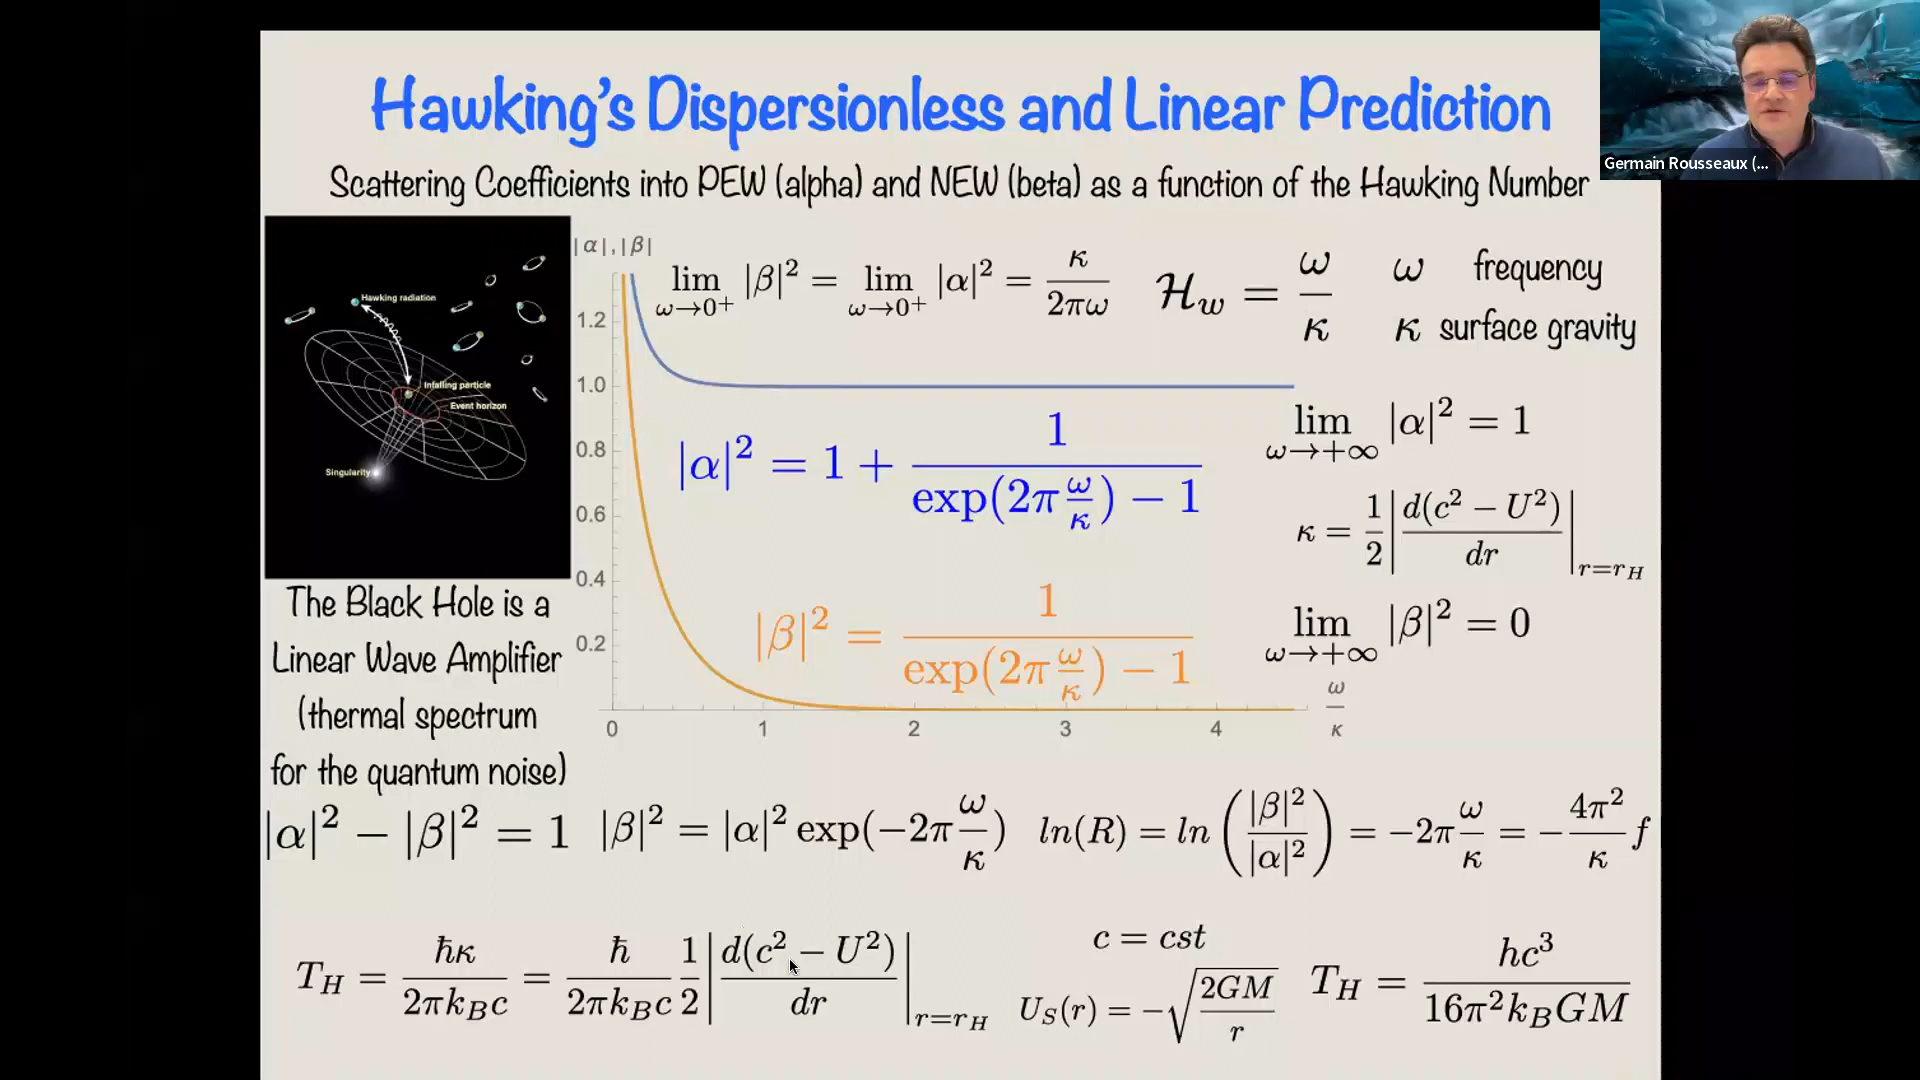 Hawking's Dispersionless and Linear Prediction
Germain Rousseaux (...
Scattering Coefficients into PEW (alpha) and NEW (beta) as a function of the Hawking Number
Hawking radiation
Infalling particle
Event horizon
Singularity
|α|,|β|
1.2
1.0
0.8
0.6
0.4
0.2
0 1 2 3 4
ω/κ
lim_{ω→0⁺} |β|² = lim_{ω→0⁺} |α|² = κ/(2πω)
ℋ_w = ω/κ
ω frequency
κ surface gravity
|α|² = 1 + 1/(exp(2π ω/κ) − 1)
lim_{ω→+∞} |α|² = 1
κ = 1/2 |d(c² − U²)/dr|_{r=r_H}
|β|² = 1/(exp(2π ω/κ) − 1)
lim_{ω→+∞} |β|² = 0
The Black Hole is a
Linear Wave Amplifier
(thermal spectrum
for the quantum noise)
|α|² − |β|² = 1
|β|² = |α|² exp(−2π ω/κ)
ln(R) = ln(|β|²/|α|²) = −2π ω/κ = −4π²/κ f
T_H = ħκ/(2πk_Bc) = ħ/(2πk_Bc) 1/2 |d(c² − U²)/dr|_{r=r_H}
c = cst
U_S(r) = −√(2GM/r)
T_H = hc³/(16π²k_BGM)